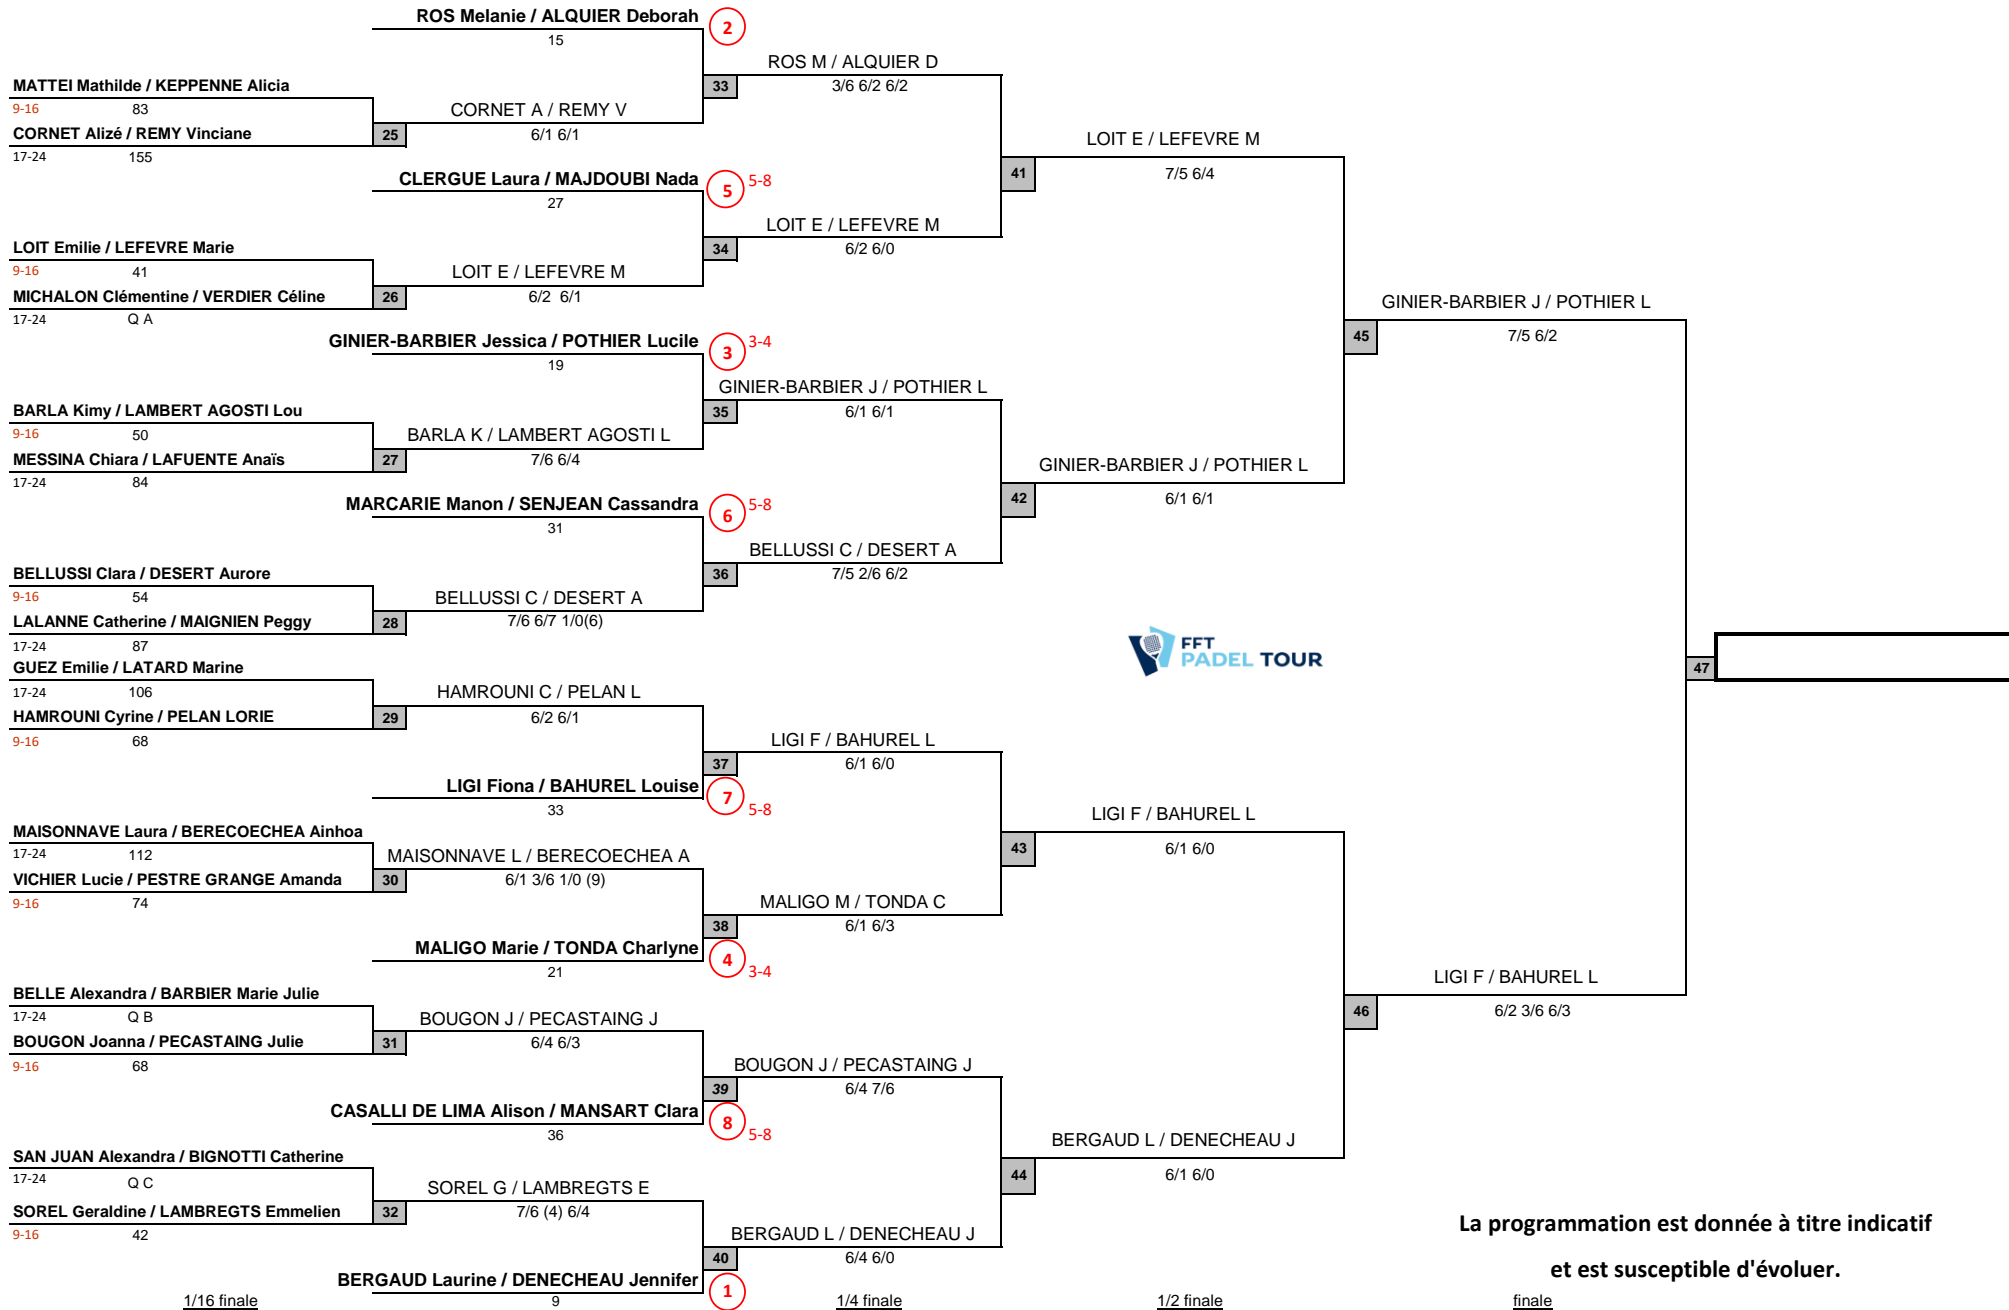 ROS Melanie / ALQUIER Deborah
2
15
ROS M / ALQUIER D
MATTEI Mathilde / KEPPENNE Alicia
33
3/6 6/2 6/2
9-16 83
CORNET A / REMY V
CORNET Alizé / REMY Vinciane
25
6/1 6/1
LOIT E / LEFEVRE M
17-24 155
41
7/5 6/4
CLERGUE Laura / MAJDOUBI Nada
5
5-8
27
LOIT E / LEFEVRE M
LOIT Emilie / LEFEVRE Marie
34
6/2 6/0
9-16 41
LOIT E / LEFEVRE M
MICHALON Clémentine / VERDIER Céline
26
6/2 6/1
17-24 Q A
GINIER-BARBIER J / POTHIER L
45
7/5 6/2
GINIER-BARBIER Jessica / POTHIER Lucile
3
3-4
19
GINIER-BARBIER J / POTHIER L
BARLA Kimy / LAMBERT AGOSTI Lou
35
6/1 6/1
9-16 50
BARLA K / LAMBERT AGOSTI L
MESSINA Chiara / LAFUENTE Anaïs
27
7/6 6/4
GINIER-BARBIER J / POTHIER L
17-24 84
42
6/1 6/1
MARCARIE Manon / SENJEAN Cassandra
6
5-8
31
BELLUSSI C / DESERT A
BELLUSSI Clara / DESERT Aurore
36
7/5 2/6 6/2
9-16 54
BELLUSSI C / DESERT A
LALANNE Catherine / MAIGNIEN Peggy
28
7/6 6/7 1/0(6)
17-24 87
FFT
PADEL TOUR
47
GUEZ Emilie / LATARD Marine
17-24 106
HAMROUNI C / PELAN L
HAMROUNI Cyrine / PELAN LORIE
29
6/2 6/1
9-16 68
LIGI F / BAHUREL L
37
6/1 6/0
LIGI Fiona / BAHUREL Louise
7
5-8
33
LIGI F / BAHUREL L
MAISONNAVE Laura / BERECOECHEA Ainhoa
43
6/1 6/0
17-24 112
MAISONNAVE L / BERECOECHEA A
VICHIER Lucie / PESTRE GRANGE Amanda
30
6/1 3/6 1/0 (9)
9-16 74
MALIGO M / TONDA C
38
6/1 6/3
MALIGO Marie / TONDA Charlyne
4
3-4
21
LIGI F / BAHUREL L
BELLE Alexandra / BARBIER Marie Julie
46
6/2 3/6 6/3
17-24 Q B
BOUGON J / PECASTAING J
BOUGON Joanna / PECASTAING Julie
31
6/4 6/3
9-16 68
BOUGON J / PECASTAING J
39
6/4 7/6
CASALLI DE LIMA Alison / MANSART Clara
8
5-8
36
BERGAUD L / DENECHEAU J
SAN JUAN Alexandra / BIGNOTTI Catherine
44
6/1 6/0
17-24 Q C
SOREL G / LAMBREGTS E
SOREL Geraldine / LAMBREGTS Emmelien
32
7/6 (4) 6/4
9-16 42
BERGAUD L / DENECHEAU J
40
6/4 6/0
La programmation est donnée à titre indicatif
et est susceptible d'évoluer.
BERGAUD Laurine / DENECHEAU Jennifer
1
9
1/16 finale
1/4 finale
1/2 finale
finale